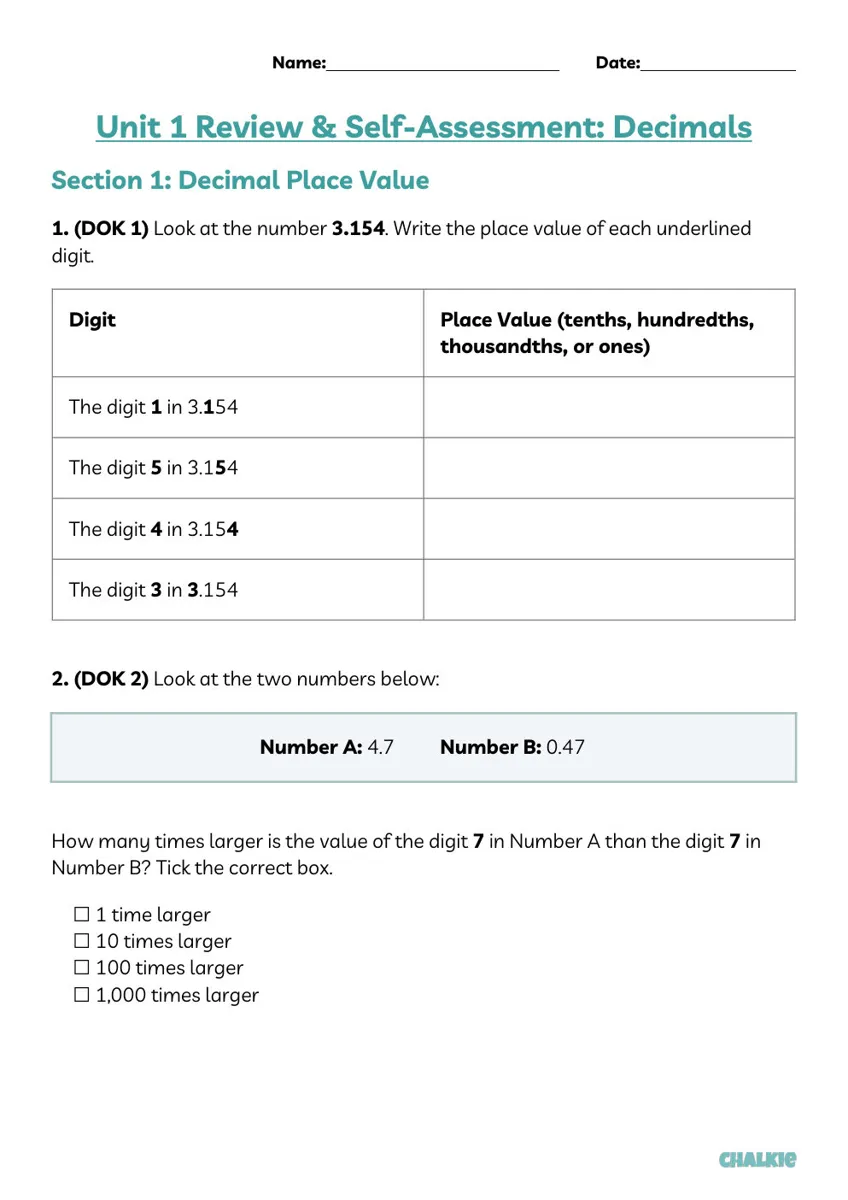 Name:__________________________ Date:__________________
Unit 1 Review & Self-Assessment: Decimals
Section 1: Decimal Place Value
1. (DOK 1) Look at the number 3.154. Write the place value of each underlined
digit.
Digit
Place Value (tenths, hundredths,
thousandths, or ones)
The digit 1 in 3.154
The digit 5 in 3.154
The digit 4 in 3.154
The digit 3 in 3.154
2. (DOK 2) Look at the two numbers below:
Number A: 4.7 Number B: 0.47
How many times larger is the value of the digit 7 in Number A than the digit 7 in
Number B? Tick the correct box.
☐ 1 time larger
☐ 10 times larger
☐ 100 times larger
☐ 1,000 times larger
CHALKIe